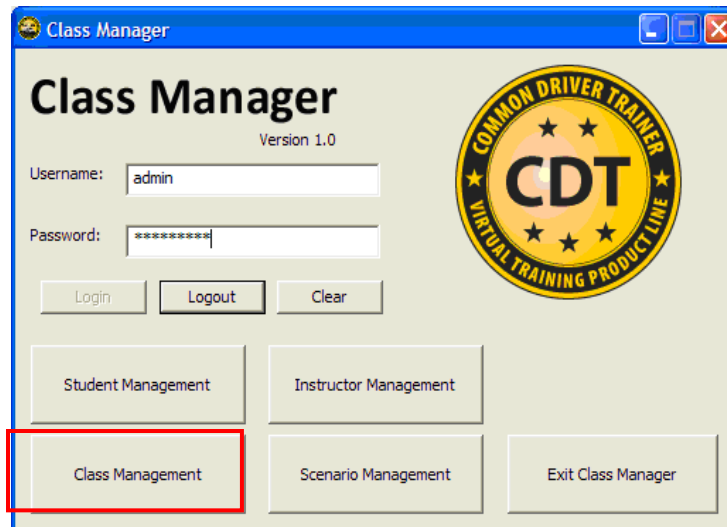 Class Manager
Class Manager
Version 1.0
COMMON DRIVER TRAINER
CDT
VIRTUAL TRAINING PRODUCT LINE
Username:
admin
Password:
*********
Login
Logout
Clear
Student Management
Instructor Management
Class Management
Scenario Management
Exit Class Manager